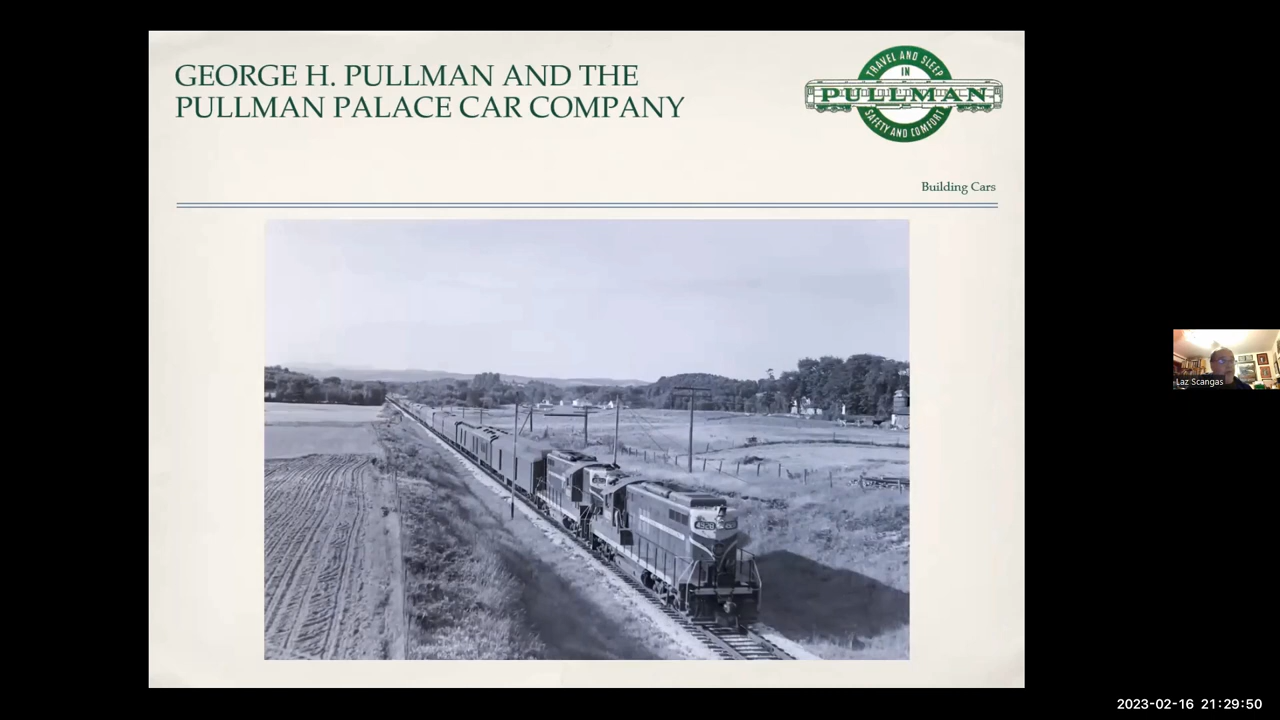 GEORGE H. PULLMAN AND THE
PULLMAN PALACE CAR COMPANY
TRAVEL AND SLEEP
IN
PULLMAN
SAFETY AND COMFORT
Building Cars
Laz Scangas
2023-02-16 21:29:50